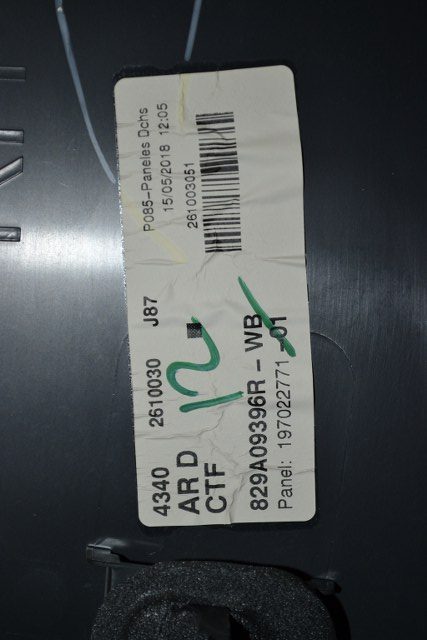 4340 2610030 J87
AR D
CTF
12
829A09396R - WB
Panel: 197022771 -01
P085-Paneles Dchs
15/05/2018 12:05
261003051